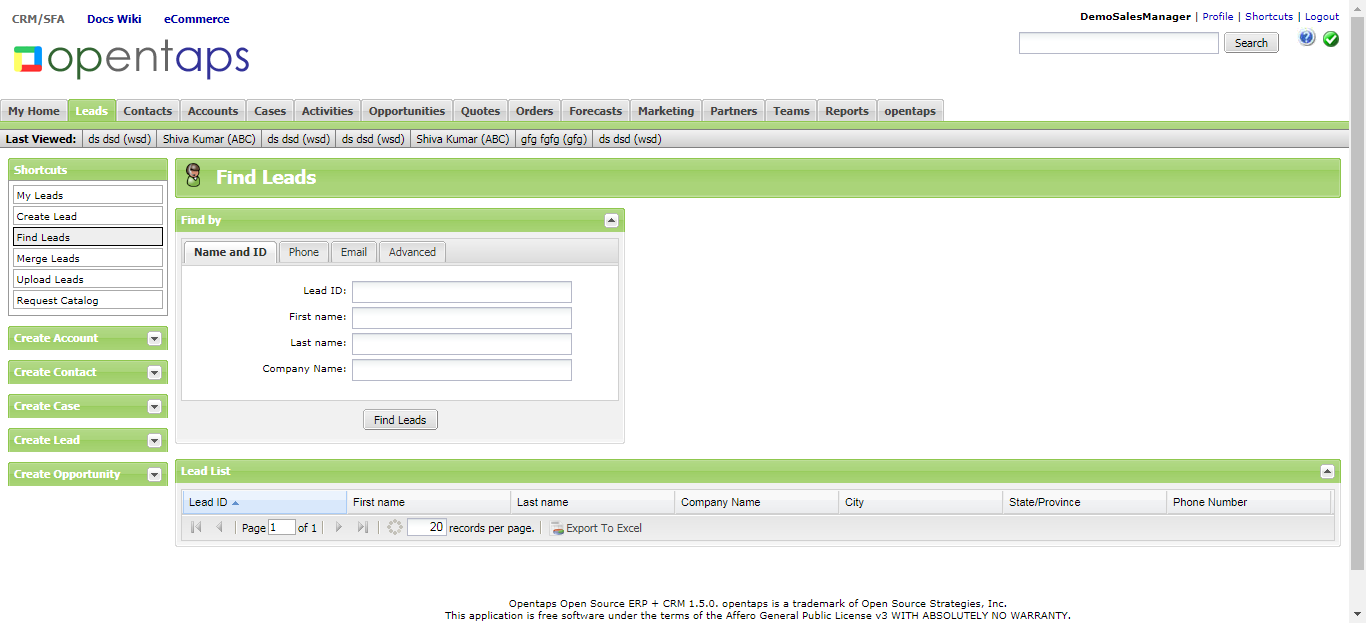 CRM/SFA Docs Wiki eCommerce
DemoSalesManager | Profile | Shortcuts | Logout
opentaps
Search
My Home Leads Contacts Accounts Cases Activities Opportunities Quotes Orders Forecasts Marketing Partners Teams Reports opentaps
Last Viewed: ds dsd (wsd) Shiva Kumar (ABC) ds dsd (wsd) ds dsd (wsd) Shiva Kumar (ABC) gfg fgfg (gfg) ds dsd (wsd)
Shortcuts
My Leads
Create Lead
Find Leads
Merge Leads
Upload Leads
Request Catalog
Create Account
Create Contact
Create Case
Create Lead
Create Opportunity
Find Leads
Find by
Name and ID Phone Email Advanced
Lead ID:
First name:
Last name:
Company Name:
Find Leads
Lead List
Lead ID First name Last name Company Name City State/Province Phone Number
Page 1 of 1 20 records per page. Export To Excel
Opentaps Open Source ERP + CRM 1.5.0. opentaps is a trademark of Open Source Strategies, Inc.
This application is free software under the terms of the Affero General Public License v3 WITH ABSOLUTELY NO WARRANTY.